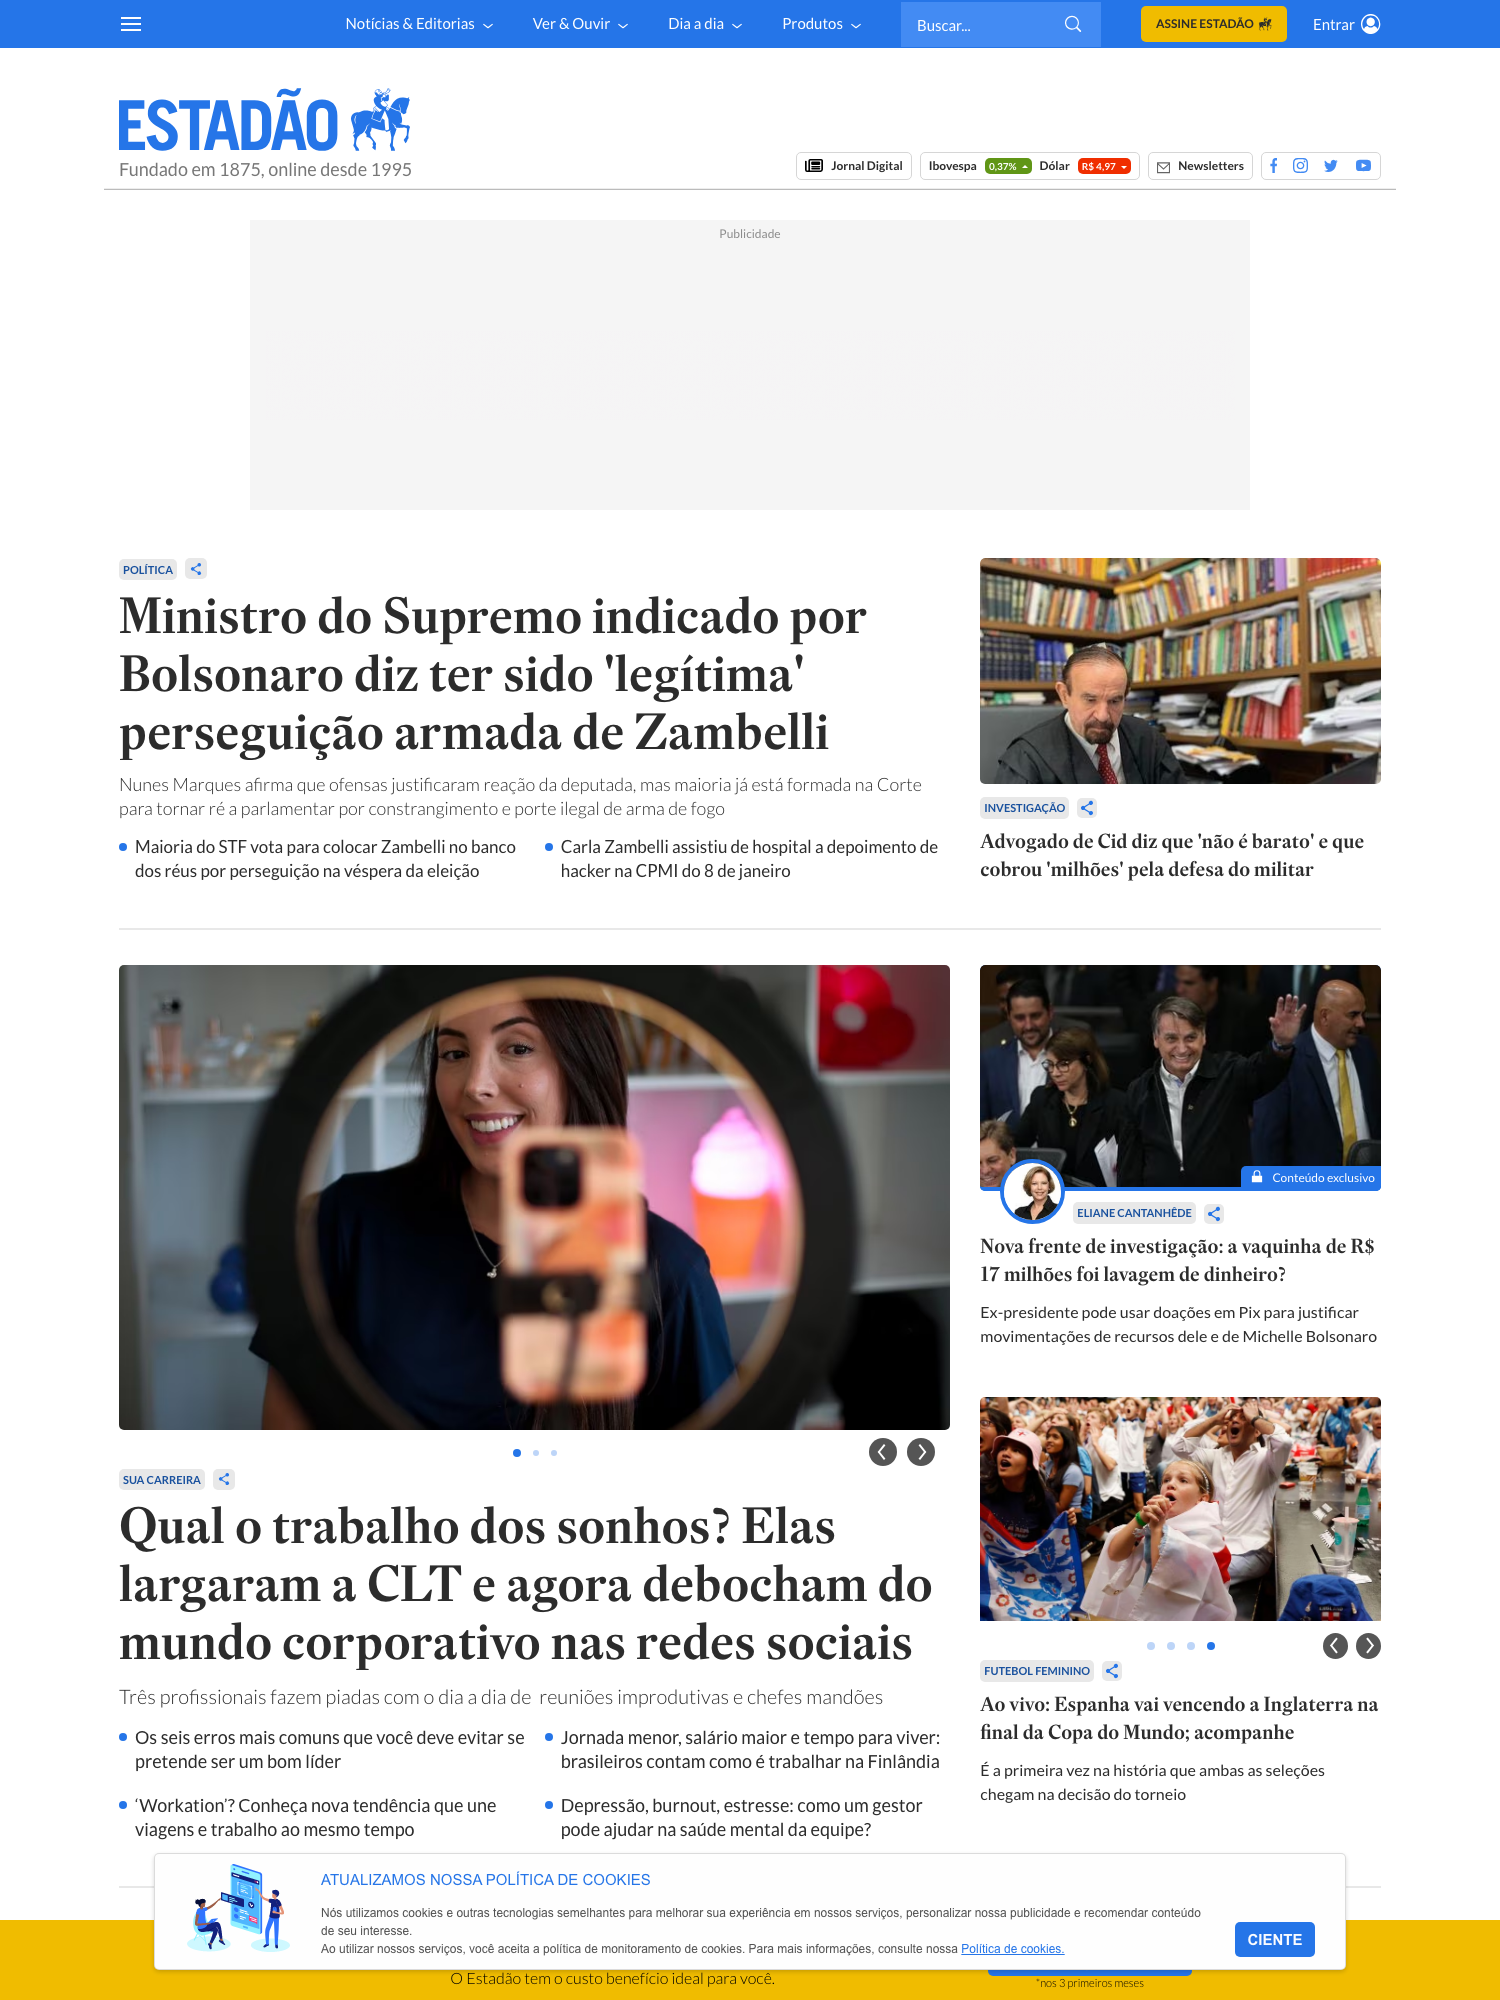 Notícias & Editorias
Ver & Ouvir
Dia a dia
Produtos
Buscar...
ASSINE ESTADÃO
Entrar
ESTADÃO
Fundado em 1875, online desde 1995
Jornal Digital
Ibovespa 0,37% Dólar R$ 4,97
Newsletters
Publicidade
POLÍTICA
Ministro do Supremo indicado por
Bolsonaro diz ter sido 'legítima'
perseguição armada de Zambelli
Nunes Marques afirma que ofensas justificaram reação da deputada, mas maioria já está formada na Corte
para tornar ré a parlamentar por constrangimento e porte ilegal de arma de fogo
Maioria do STF vota para colocar Zambelli no banco
dos réus por perseguição na véspera da eleição
Carla Zambelli assistiu de hospital a depoimento de
hacker na CPMI do 8 de janeiro
INVESTIGAÇÃO
Advogado de Cid diz que 'não é barato' e que
cobrou 'milhões' pela defesa do militar
SUA CARREIRA
Qual o trabalho dos sonhos? Elas
largaram a CLT e agora debocham do
mundo corporativo nas redes sociais
Três profissionais fazem piadas com o dia a dia de  reuniões improdutivas e chefes mandões
Os seis erros mais comuns que você deve evitar se
pretende ser um bom líder
Jornada menor, salário maior e tempo para viver:
brasileiros contam como é trabalhar na Finlândia
‘Workation’? Conheça nova tendência que une
viagens e trabalho ao mesmo tempo
Depressão, burnout, estresse: como um gestor
pode ajudar na saúde mental da equipe?
Conteúdo exclusivo
ELIANE CANTANHÊDE
Nova frente de investigação: a vaquinha de R$
17 milhões foi lavagem de dinheiro?
Ex-presidente pode usar doações em Pix para justificar
movimentações de recursos dele e de Michelle Bolsonaro
FUTEBOL FEMININO
Ao vivo: Espanha vai vencendo a Inglaterra na
final da Copa do Mundo; acompanhe
É a primeira vez na história que ambas as seleções
chegam na decisão do torneio
ATUALIZAMOS NOSSA POLÍTICA DE COOKIES
Nós utilizamos cookies e outras tecnologias semelhantes para melhorar sua experiência em nossos serviços, personalizar nossa publicidade e recomendar conteúdo
de seu interesse.
Ao utilizar nossos serviços, você aceita a política de monitoramento de cookies. Para mais informações, consulte nossa Política de cookies.
CIENTE
O Estadão tem o custo benefício ideal para você.
*nos 3 primeiros meses